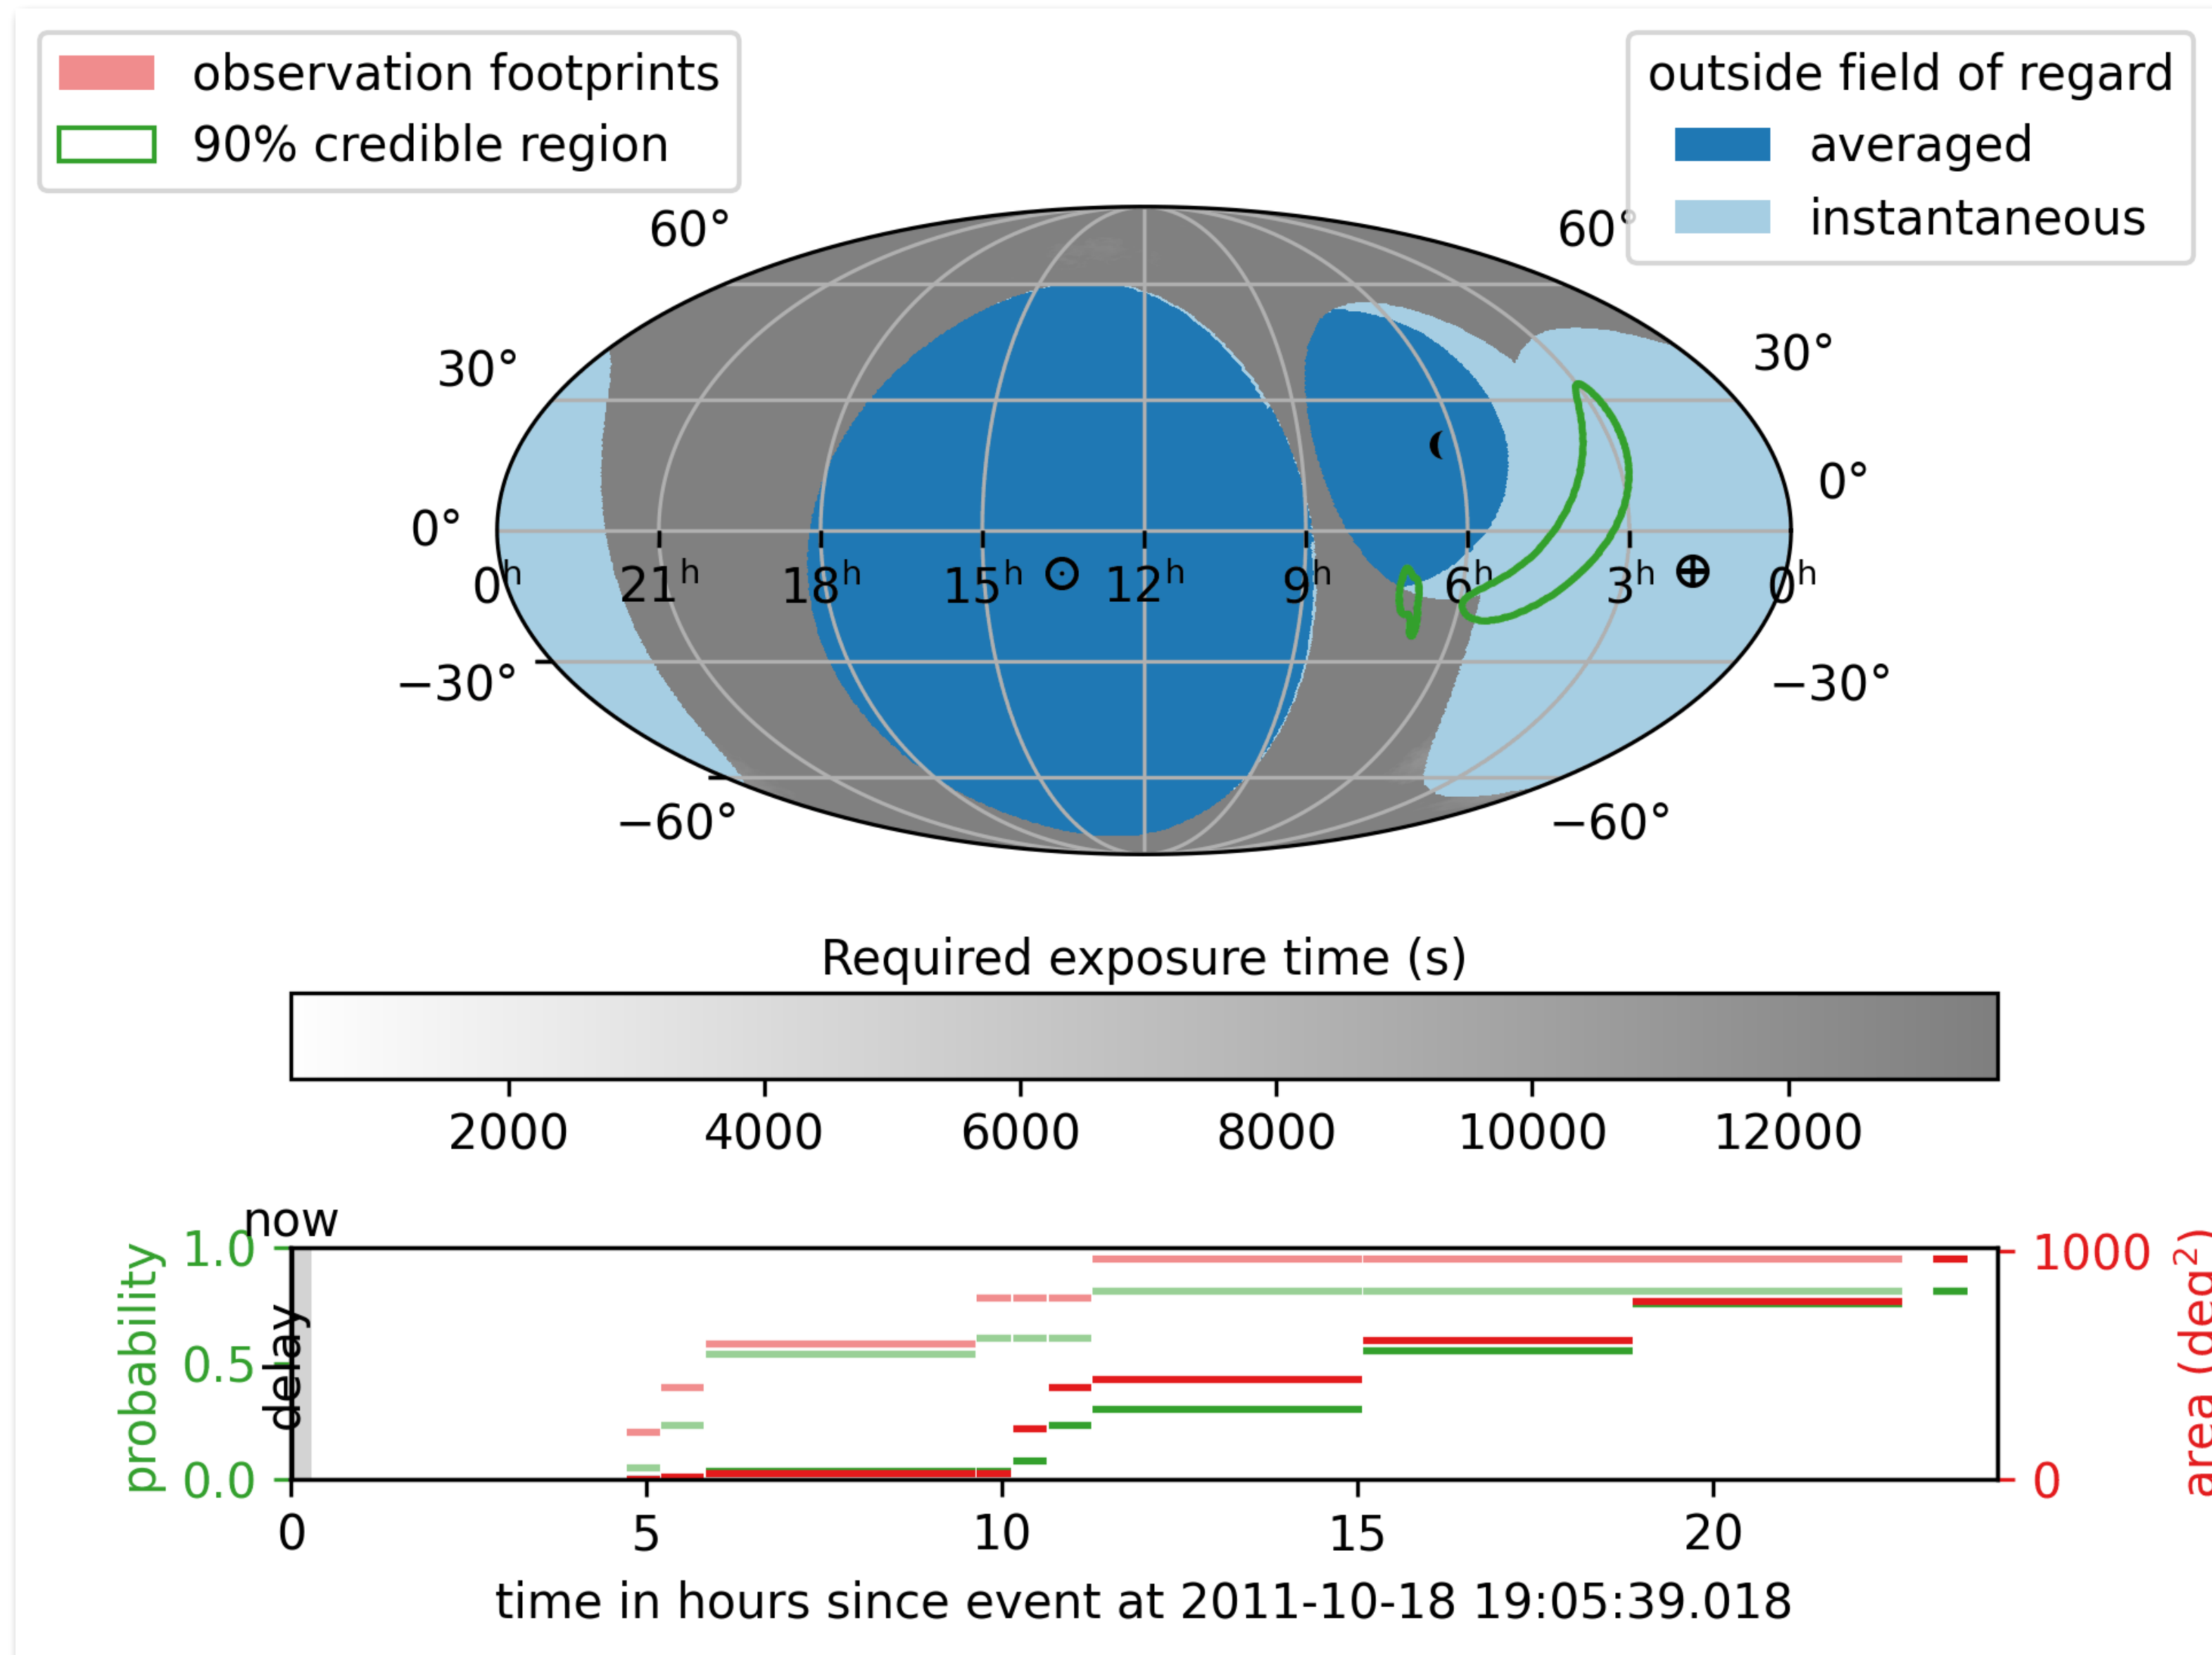 observation footprints
90% credible region
outside field of regard
averaged
instantaneous
60°
60°
30°
30°
0°
0°
0ʰ 21ʰ 18ʰ 15ʰ ☉ 12ʰ 9ʰ 6ʰ 3ʰ ⊕ 0ʰ
−30°
−30°
−60°
−60°
Required exposure time (s)
2000 4000 6000 8000 10000 12000
now
delay
probability
1.0
0.5
0.0
1000
0
area (deg²)
0 5 10 15 20
time in hours since event at 2011-10-18 19:05:39.018